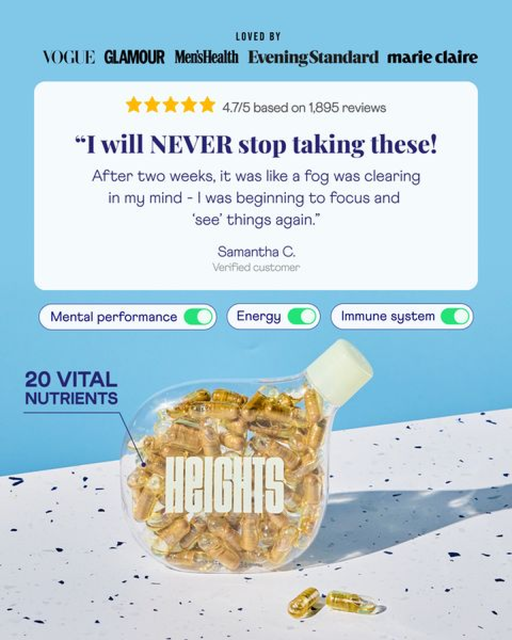 LOVED BY
VOGUE GLAMOUR Men'sHealth EveningStandard marie claire
4.7/5 based on 1,895 reviews
“I will NEVER stop taking these!
After two weeks, it was like a fog was clearing
in my mind - I was beginning to focus and
‘see’ things again.”
Samantha C.
Verified customer
Mental performance Energy Immune system
20 VITAL
NUTRIENTS
HEIGHTS